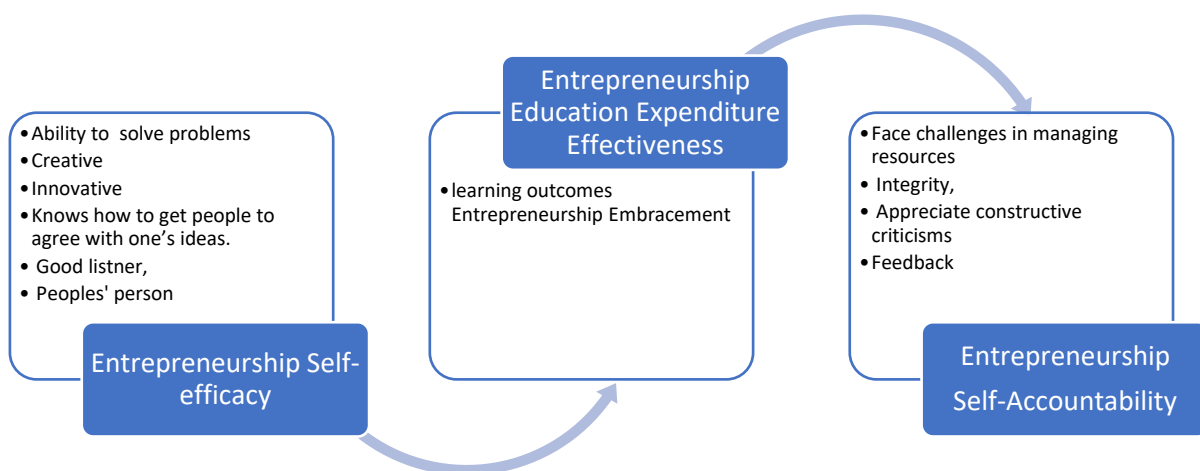 •Ability to solve problems
•Creative
•Innovative
•Knows how to get people to
agree with one’s ideas.
• Good listner,
• Peoples' person
Entrepreneurship Self-
efficacy
Entrepreneurship
Education Expenditure
Effectiveness
•learning outcomes
Entrepreneurship Embracement
•Face challenges in managing
resources
• Integrity,
• Appreciate constructive
criticisms
•Feedback
Entrepreneurship
Self-Accountability